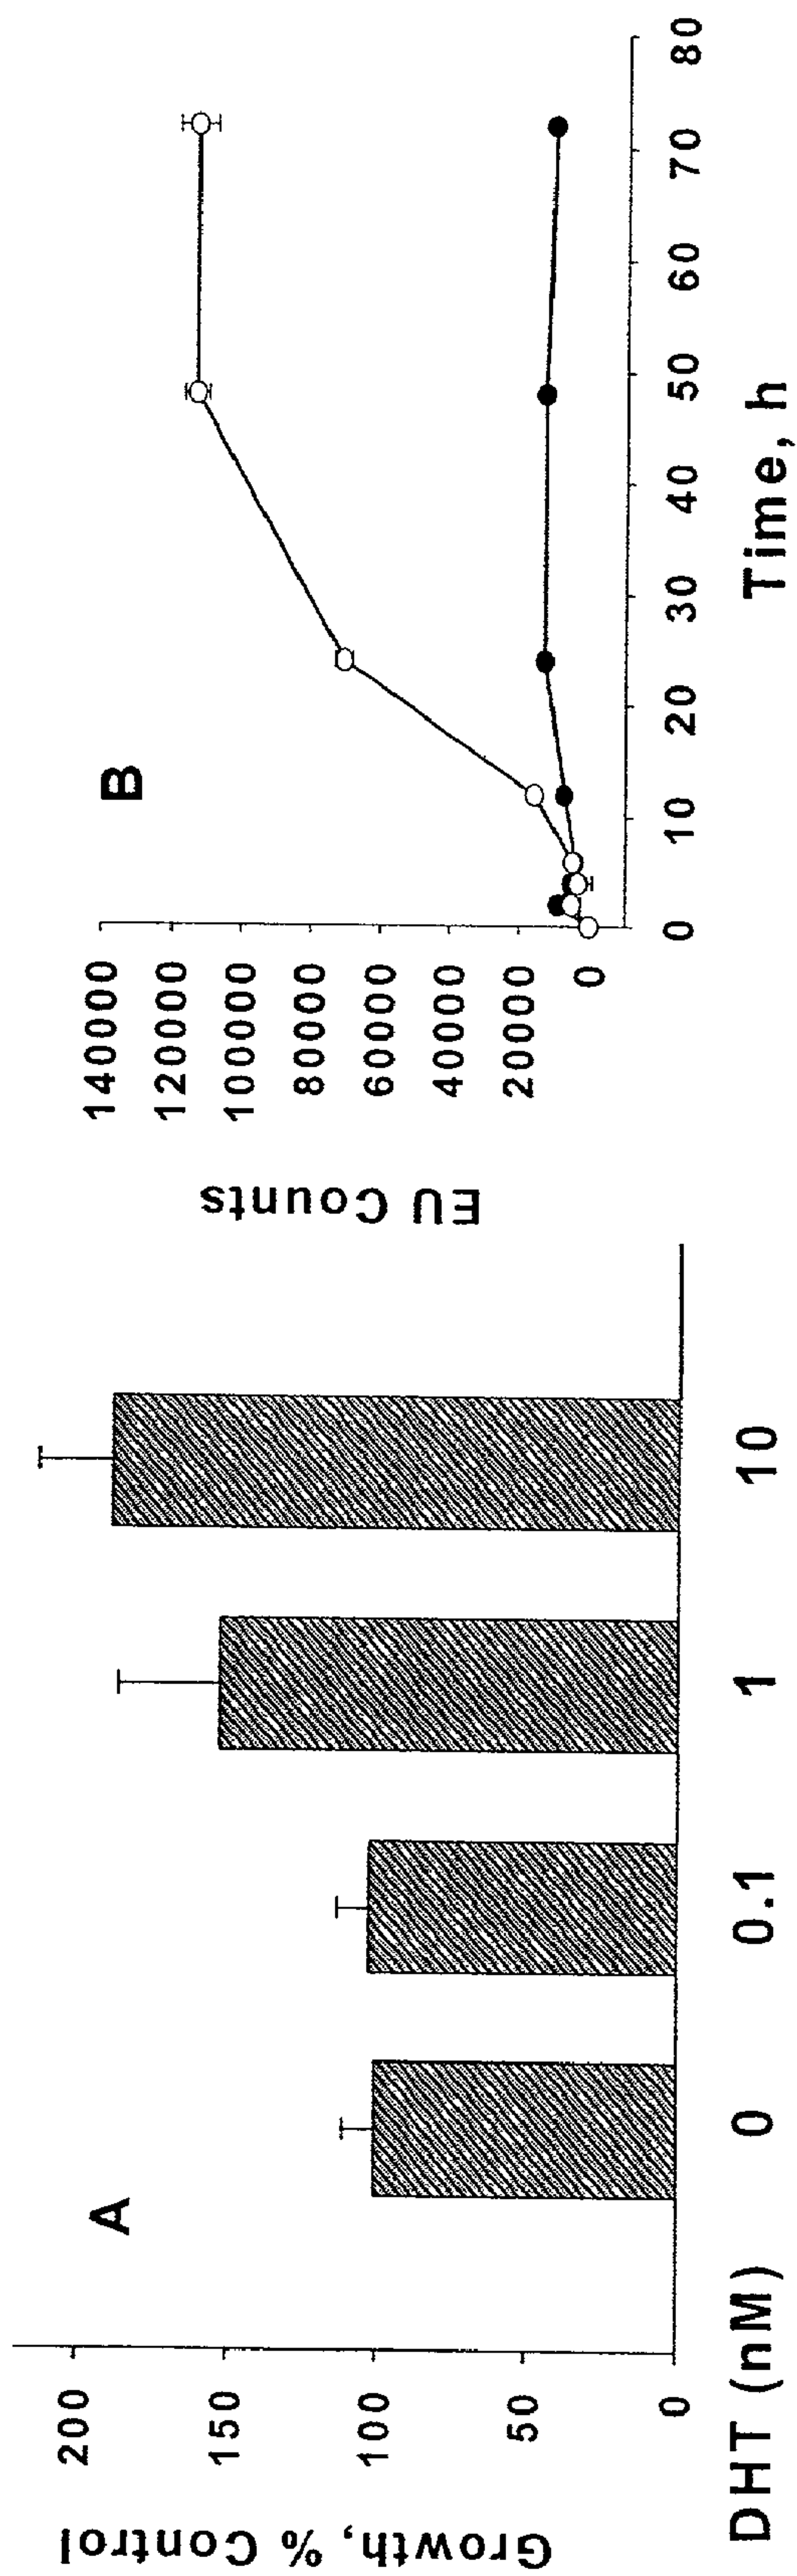 A
Growth, % Control
200
150
100
50
0
DHT (nM) 0 0.1 1 10
B
EU Counts
140000
120000
100000
80000
60000
40000
20000
0
0 10 20 30 40 50 60 70 80
Time, h